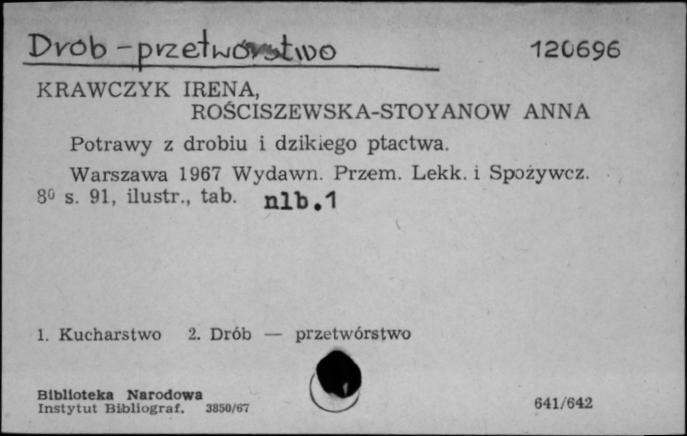 Drób - przetwórstwo 120696
KRAWCZYK IRENA,
ROŚCISZEWSKA-STOYANOW ANNA
Potrawy z drobiu i dzikiego ptactwa.
Warszawa 1967 Wydawn. Przem. Lekk. i Spożywcz.
8⁰ s. 91, ilustr., tab. nlb.1
1. Kucharstwo 2. Drób — przetwórstwo
Biblioteka Narodowa
Instytut Bibliograf. 3850/67 641/642